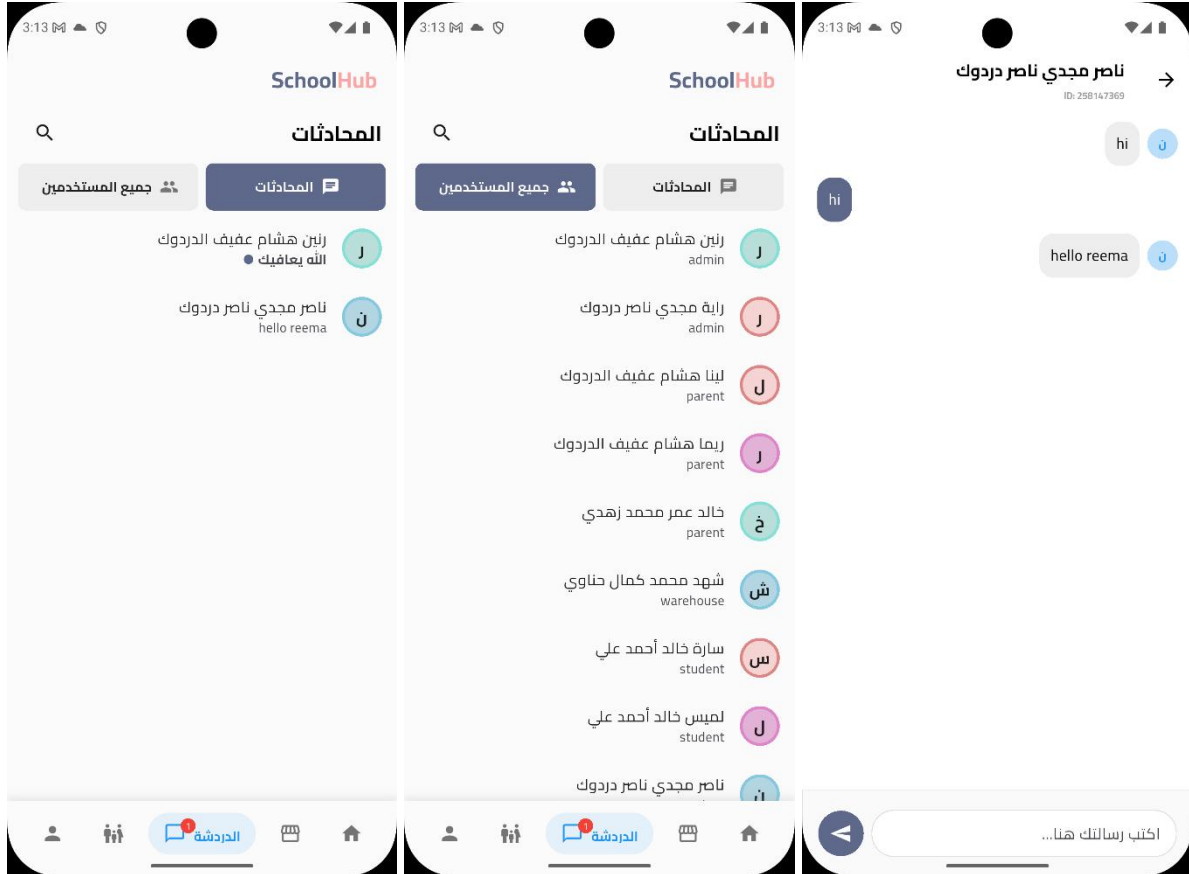 3:13
SchoolHub
المحادثات
المحادثات
جميع المستخدمين
ر
رنين هشام عفيف الدردوك
الله يعافيك
ن
ناصر مجدي ناصر دردوك
hello reema
الدردشة
1
3:13
SchoolHub
المحادثات
المحادثات
جميع المستخدمين
ر
رنين هشام عفيف الدردوك
admin
ر
راية مجدي ناصر دردوك
admin
ل
لينا هشام عفيف الدردوك
parent
ر
ريما هشام عفيف الدردوك
parent
خ
خالد عمر محمد زهدي
parent
ش
شهد محمد كمال حناوي
warehouse
س
سارة خالد أحمد علي
student
ل
لميس خالد أحمد علي
student
ن
ناصر مجدي ناصر دردوك
الدردشة
1
3:13
ناصر مجدي ناصر دردوك
ID: 258147369
ن
hi
hi
ن
hello reema
اكتب رسالتك هنا...